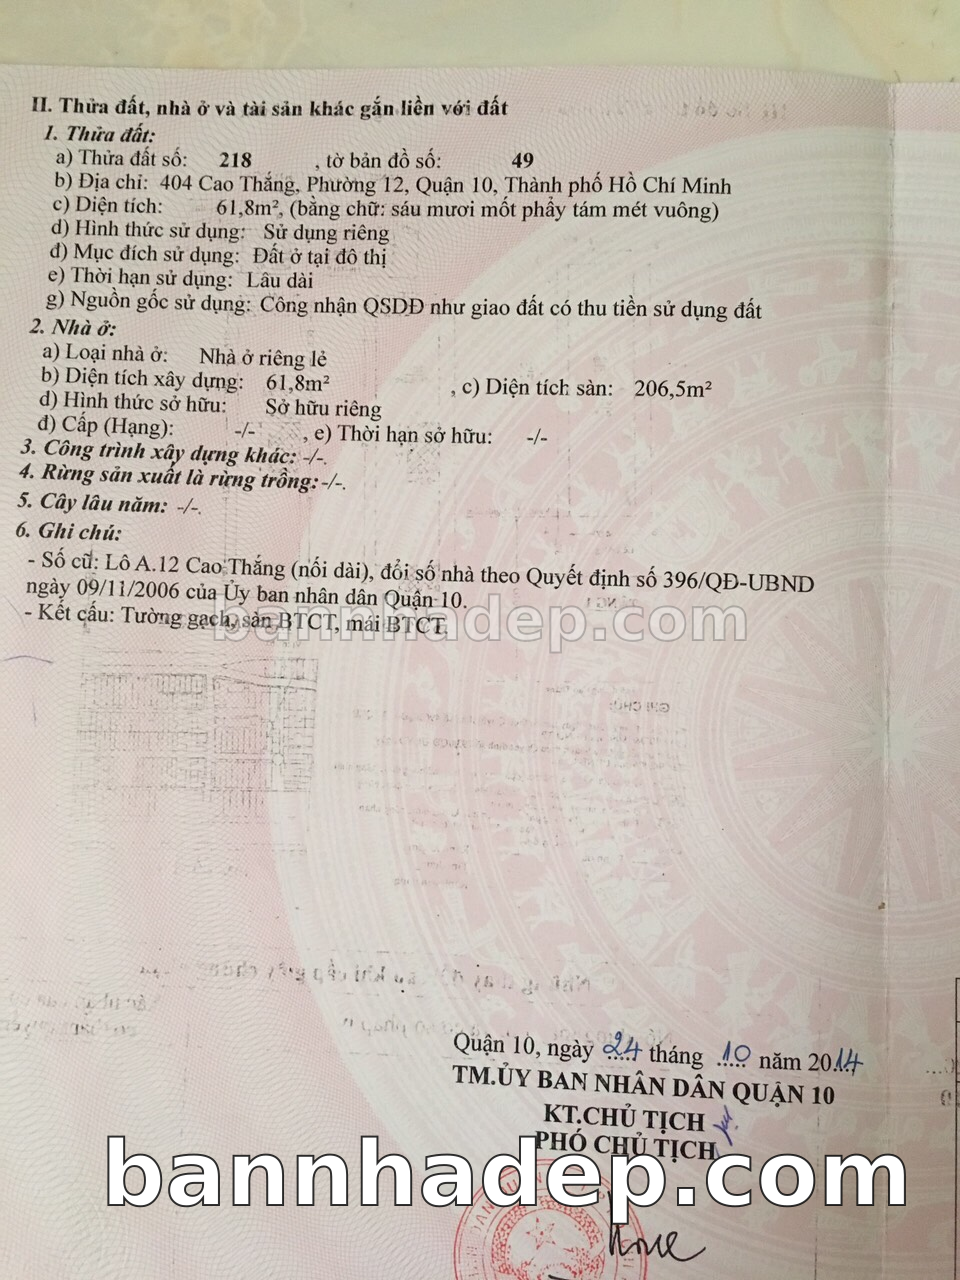 II. Thửa đất, nhà ở và tài sản khác gắn liền với đất
1. Thửa đất:
a) Thửa đất số: 218 , tờ bản đồ số: 49
b) Địa chỉ: 404 Cao Thắng, Phường 12, Quận 10, Thành phố Hồ Chí Minh
c) Diện tích: 61,8m², (bằng chữ: sáu mươi mốt phẩy tám mét vuông)
d) Hình thức sử dụng: Sử dụng riêng
đ) Mục đích sử dụng: Đất ở tại đô thị
e) Thời hạn sử dụng: Lâu dài
g) Nguồn gốc sử dụng: Công nhận QSDĐ như giao đất có thu tiền sử dụng đất
2. Nhà ở:
a) Loại nhà ở: Nhà ở riêng lẻ
b) Diện tích xây dựng: 61,8m² , c) Diện tích sàn: 206,5m²
d) Hình thức sở hữu: Sở hữu riêng
đ) Cấp (Hạng): -/- , e) Thời hạn sở hữu: -/-
3. Công trình xây dựng khác: -/-.
4. Rừng sản xuất là rừng trồng: -/-.
5. Cây lâu năm: -/-.
6. Ghi chú:
- Số cũ: Lô A.12 Cao Thắng (nối dài), đổi số nhà theo Quyết định số 396/QĐ-UBND
ngày 09/11/2006 của Ủy ban nhân dân Quận 10.
- Kết cấu: Tường gạch, sàn BTCT, mái BTCT.
bannhadep.com
GHI CHÚ:
Quận 10, ngày 24 tháng 10 năm 2014
TM.ỦY BAN NHÂN DÂN QUẬN 10
KT.CHỦ TỊCH
PHÓ CHỦ TỊCH
bannhadep.com